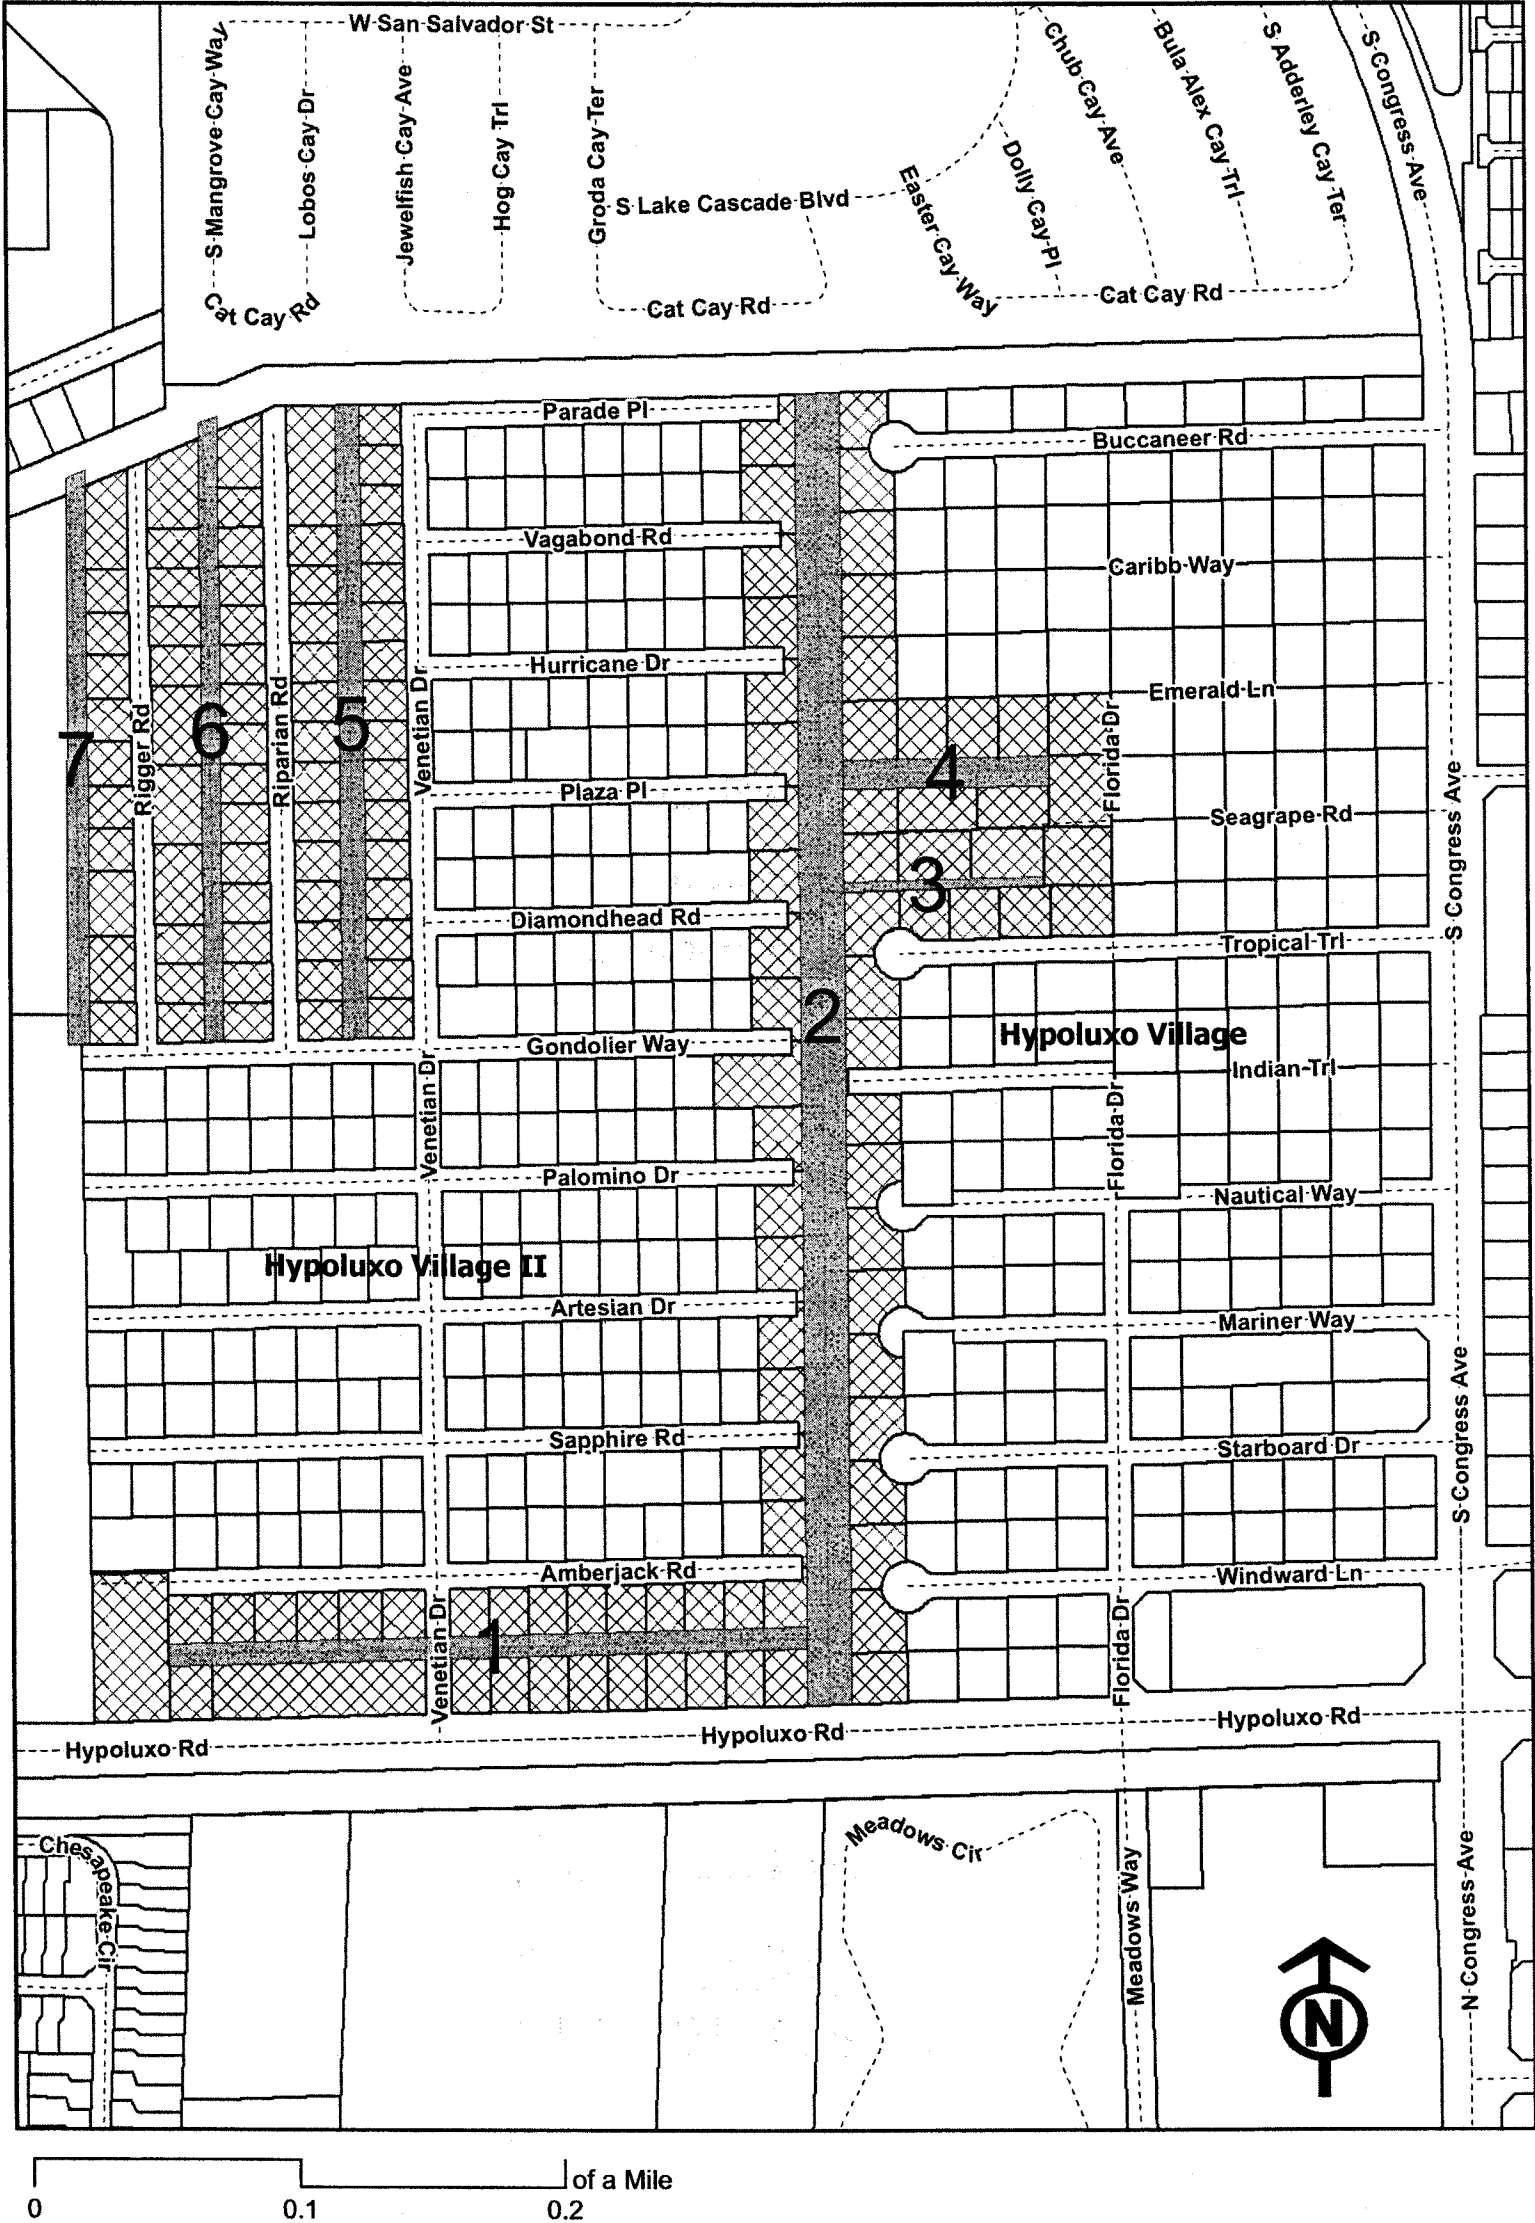 W San Salvador St
S Mangrove Cay Way
Lobos Cay Dr
Jewelfish Cay Ave
Hog Cay Trl
Groda Cay Ter
S Lake Cascade Blvd
Easter Cay Way
Dolly Cay Pl
Chub Cay Ave
Bula Alex Cay Trl
S Adderley Cay Ter
S Congress Ave
Cat Cay Rd
Cat Cay Rd
Cat Cay Rd
Parade Pl
Buccaneer Rd
Vagabond Rd
Caribb Way
Hurricane Dr
Emerald Ln
7
Rigger Rd
6
Riparian Rd
5
Venetian Dr
4
Florida Dr
Plaza Pl
Seagrape Rd
S Congress Ave
3
Diamondhead Rd
Tropical Trl
2
Hypoluxo Village
Gondolier Way
Indian Trl
Venetian Dr
Florida Dr
Palomino Dr
Nautical Way
Hypoluxo Village II
Artesian Dr
Mariner Way
Sapphire Rd
Starboard Dr
S Congress Ave
Amberjack Rd
Windward Ln
Venetian Dr
1
Florida Dr
Hypoluxo Rd
Hypoluxo Rd
Hypoluxo Rd
Chesapeake Cir
Meadows Cir
Meadows Way
N Congress Ave
N
of a Mile
0 0.1 0.2